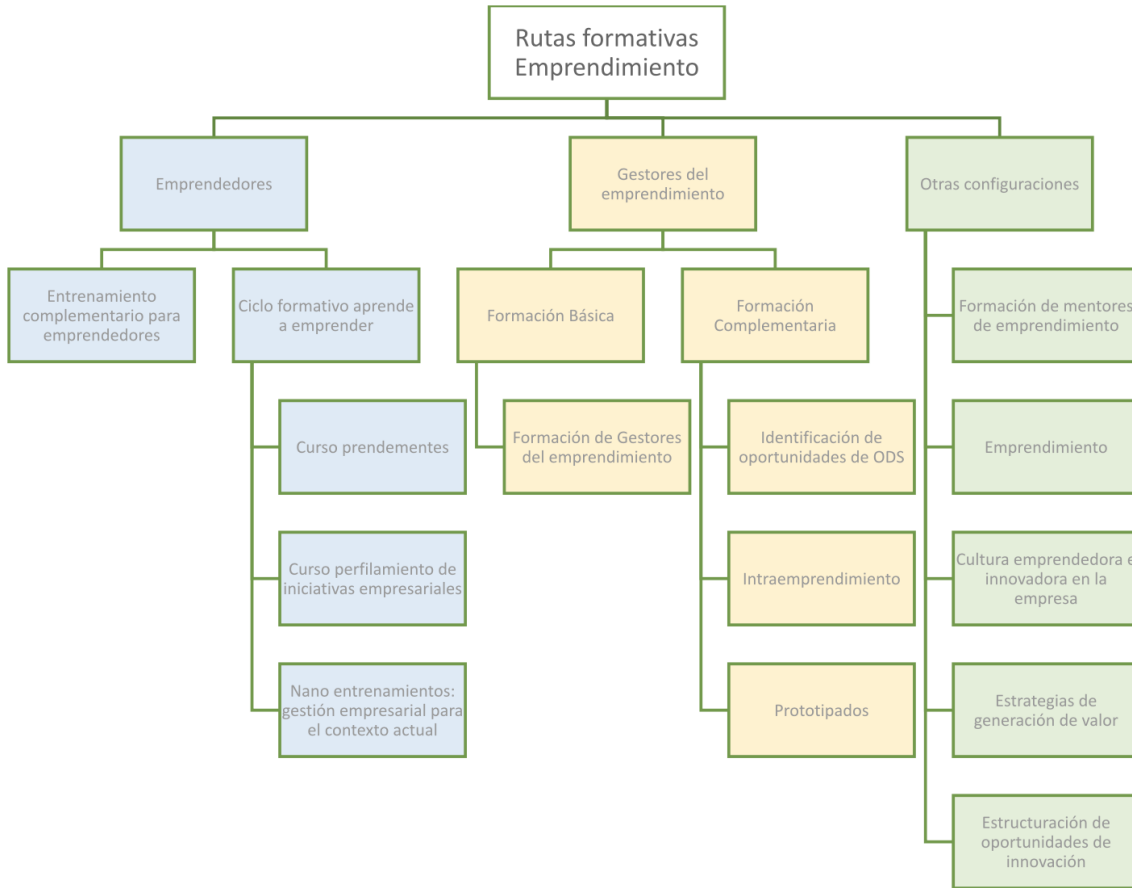 Rutas formativas
Emprendimiento
Emprendedores
Gestores del
emprendimiento
Otras configuraciones
Entrenamiento
complementario para
emprendedores
Ciclo formativo aprende
a emprender
Formación Básica
Formación
Complementaria
Formación de mentores
de emprendimiento
Curso prendementes
Formación de Gestores
del emprendimiento
Identificación de
oportunidades de ODS
Emprendimiento
Curso perfilamiento de
iniciativas empresariales
Intraemprendimiento
Cultura emprendedora e
innovadora en la
empresa
Nano entrenamientos:
gestión empresarial para
el contexto actual
Prototipados
Estrategias de
generación de valor
Estructuración de
oportunidades de
innovación